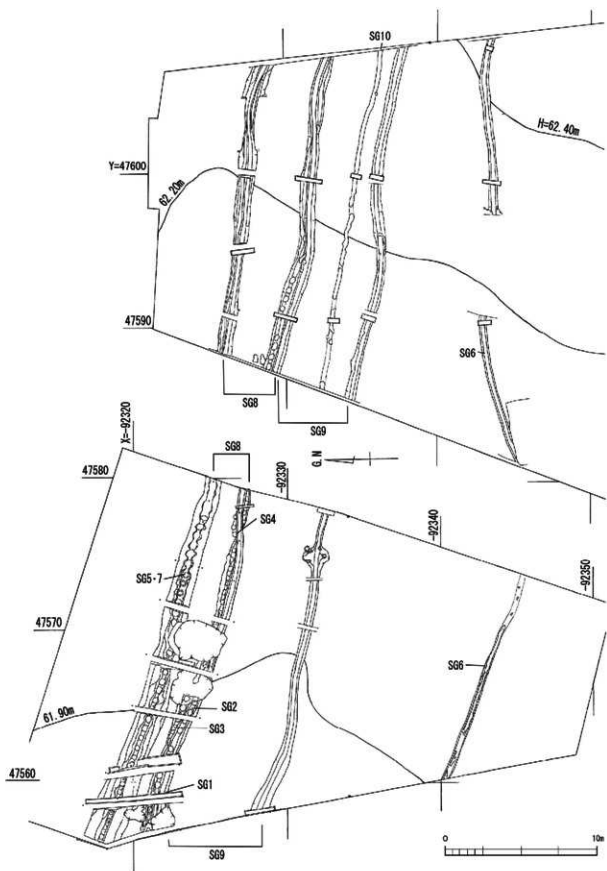 SG10
H=62.40m
Y=47600
62.20m
47590
SG6
SG8
SG9
G.N
X=-92320
SG8
47580
-92330
SG4
-92340
SG5・7
-92350
47570
SG6
SG2
61.90m
SG3
47560
SG1
SG9
0
10m